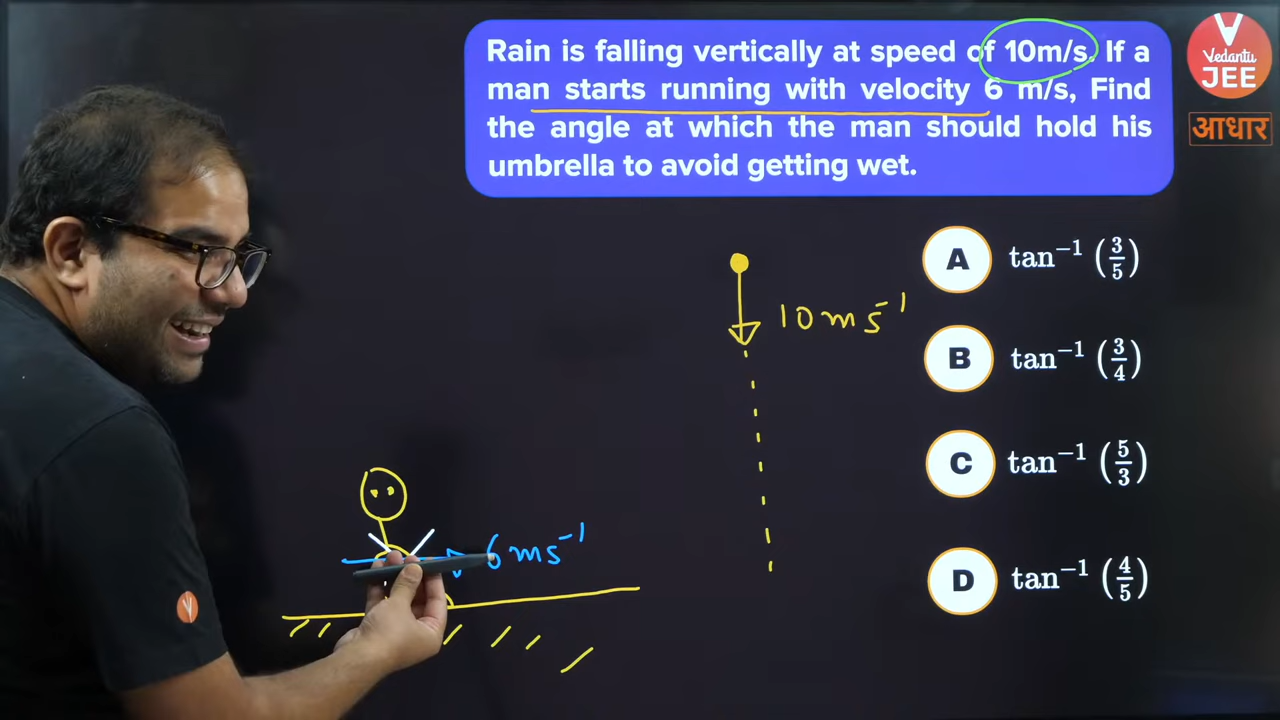 Rain is falling vertically at speed of 10m/s. If a
man starts running with velocity 6 m/s, Find
the angle at which the man should hold his
umbrella to avoid getting wet.
V
Vedantu
JEE
आधार
10 m s⁻¹
A tan⁻¹ (3/5)
B tan⁻¹ (3/4)
C tan⁻¹ (5/3)
D tan⁻¹ (4/5)
6 m s⁻¹